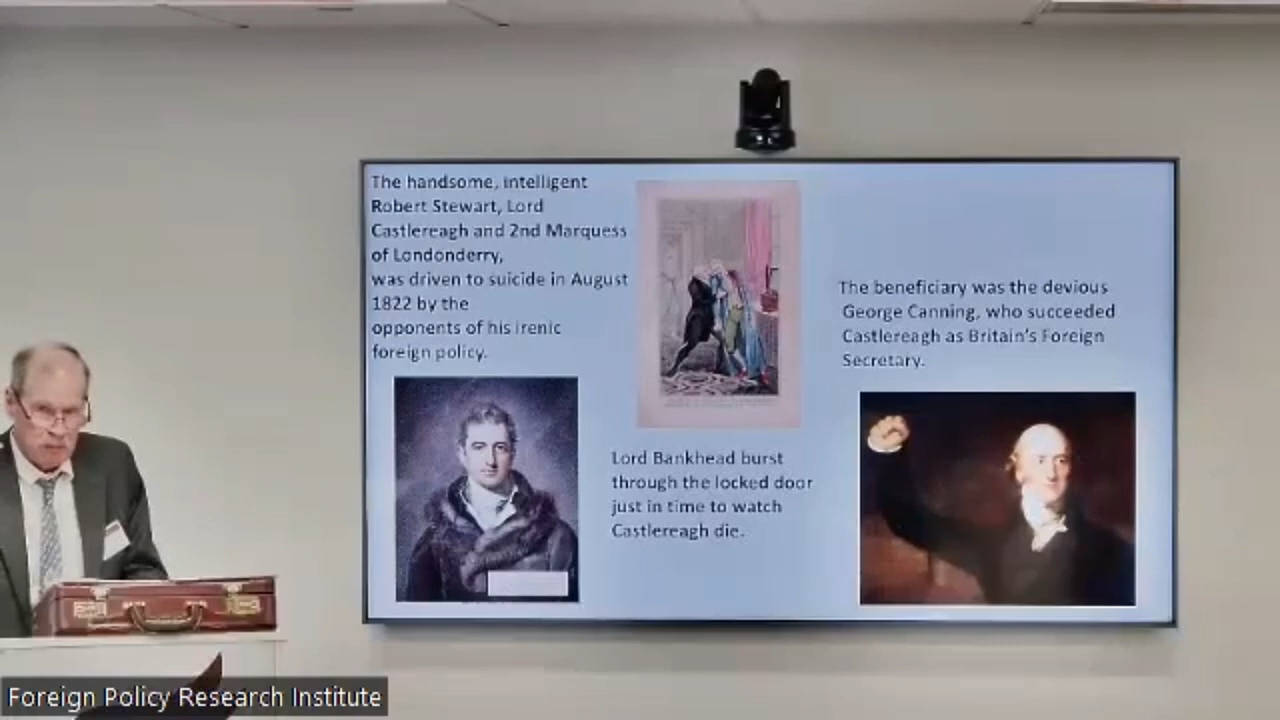 The handsome, intelligent
Robert Stewart, Lord
Castlereagh and 2nd Marquess
of Londonderry,
was driven to suicide in August
1822 by the
opponents of his irenic
foreign policy.
Lord Bankhead burst
through the locked door
just in time to watch
Castlereagh die.
The beneficiary was the devious
George Canning, who succeeded
Castlereagh as Britain's Foreign
Secretary.
Foreign Policy Research Institute